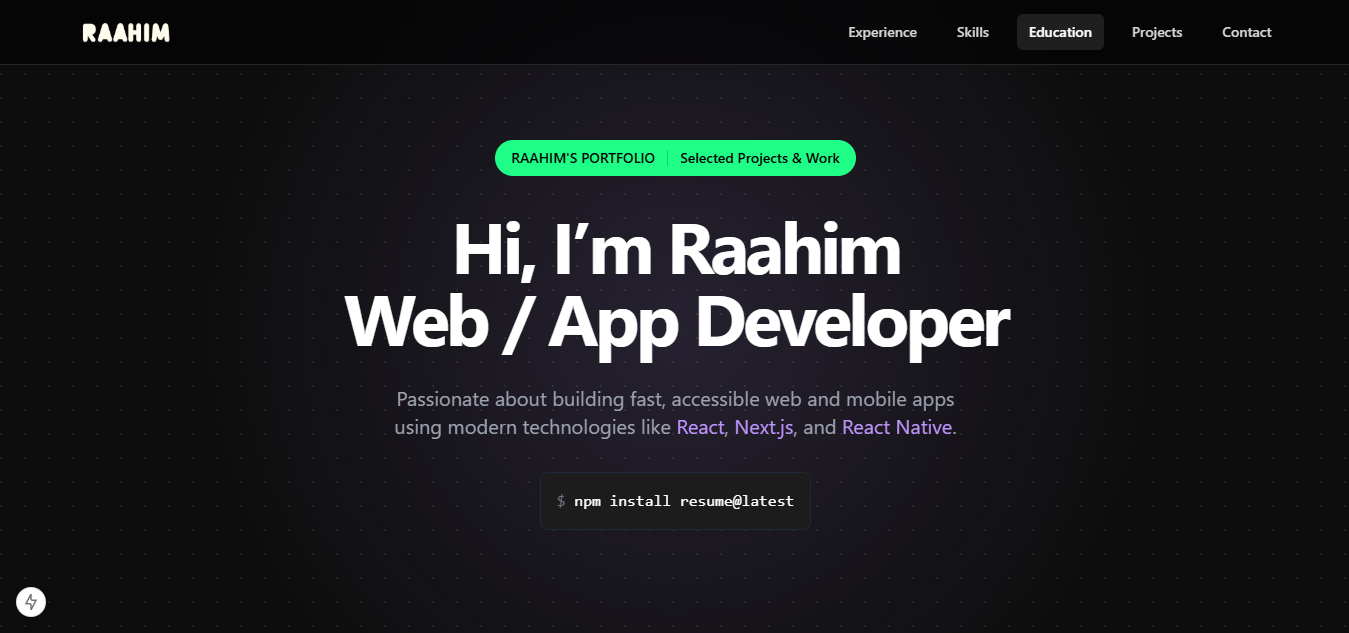 RAAHIM
Experience
Skills
Education
Projects
Contact
RAAHIM'S PORTFOLIO
Selected Projects & Work
Hi, I’m Raahim
Web / App Developer
Passionate about building fast, accessible web and mobile apps
using modern technologies like React, Next.js, and React Native.
$ npm install resume@latest